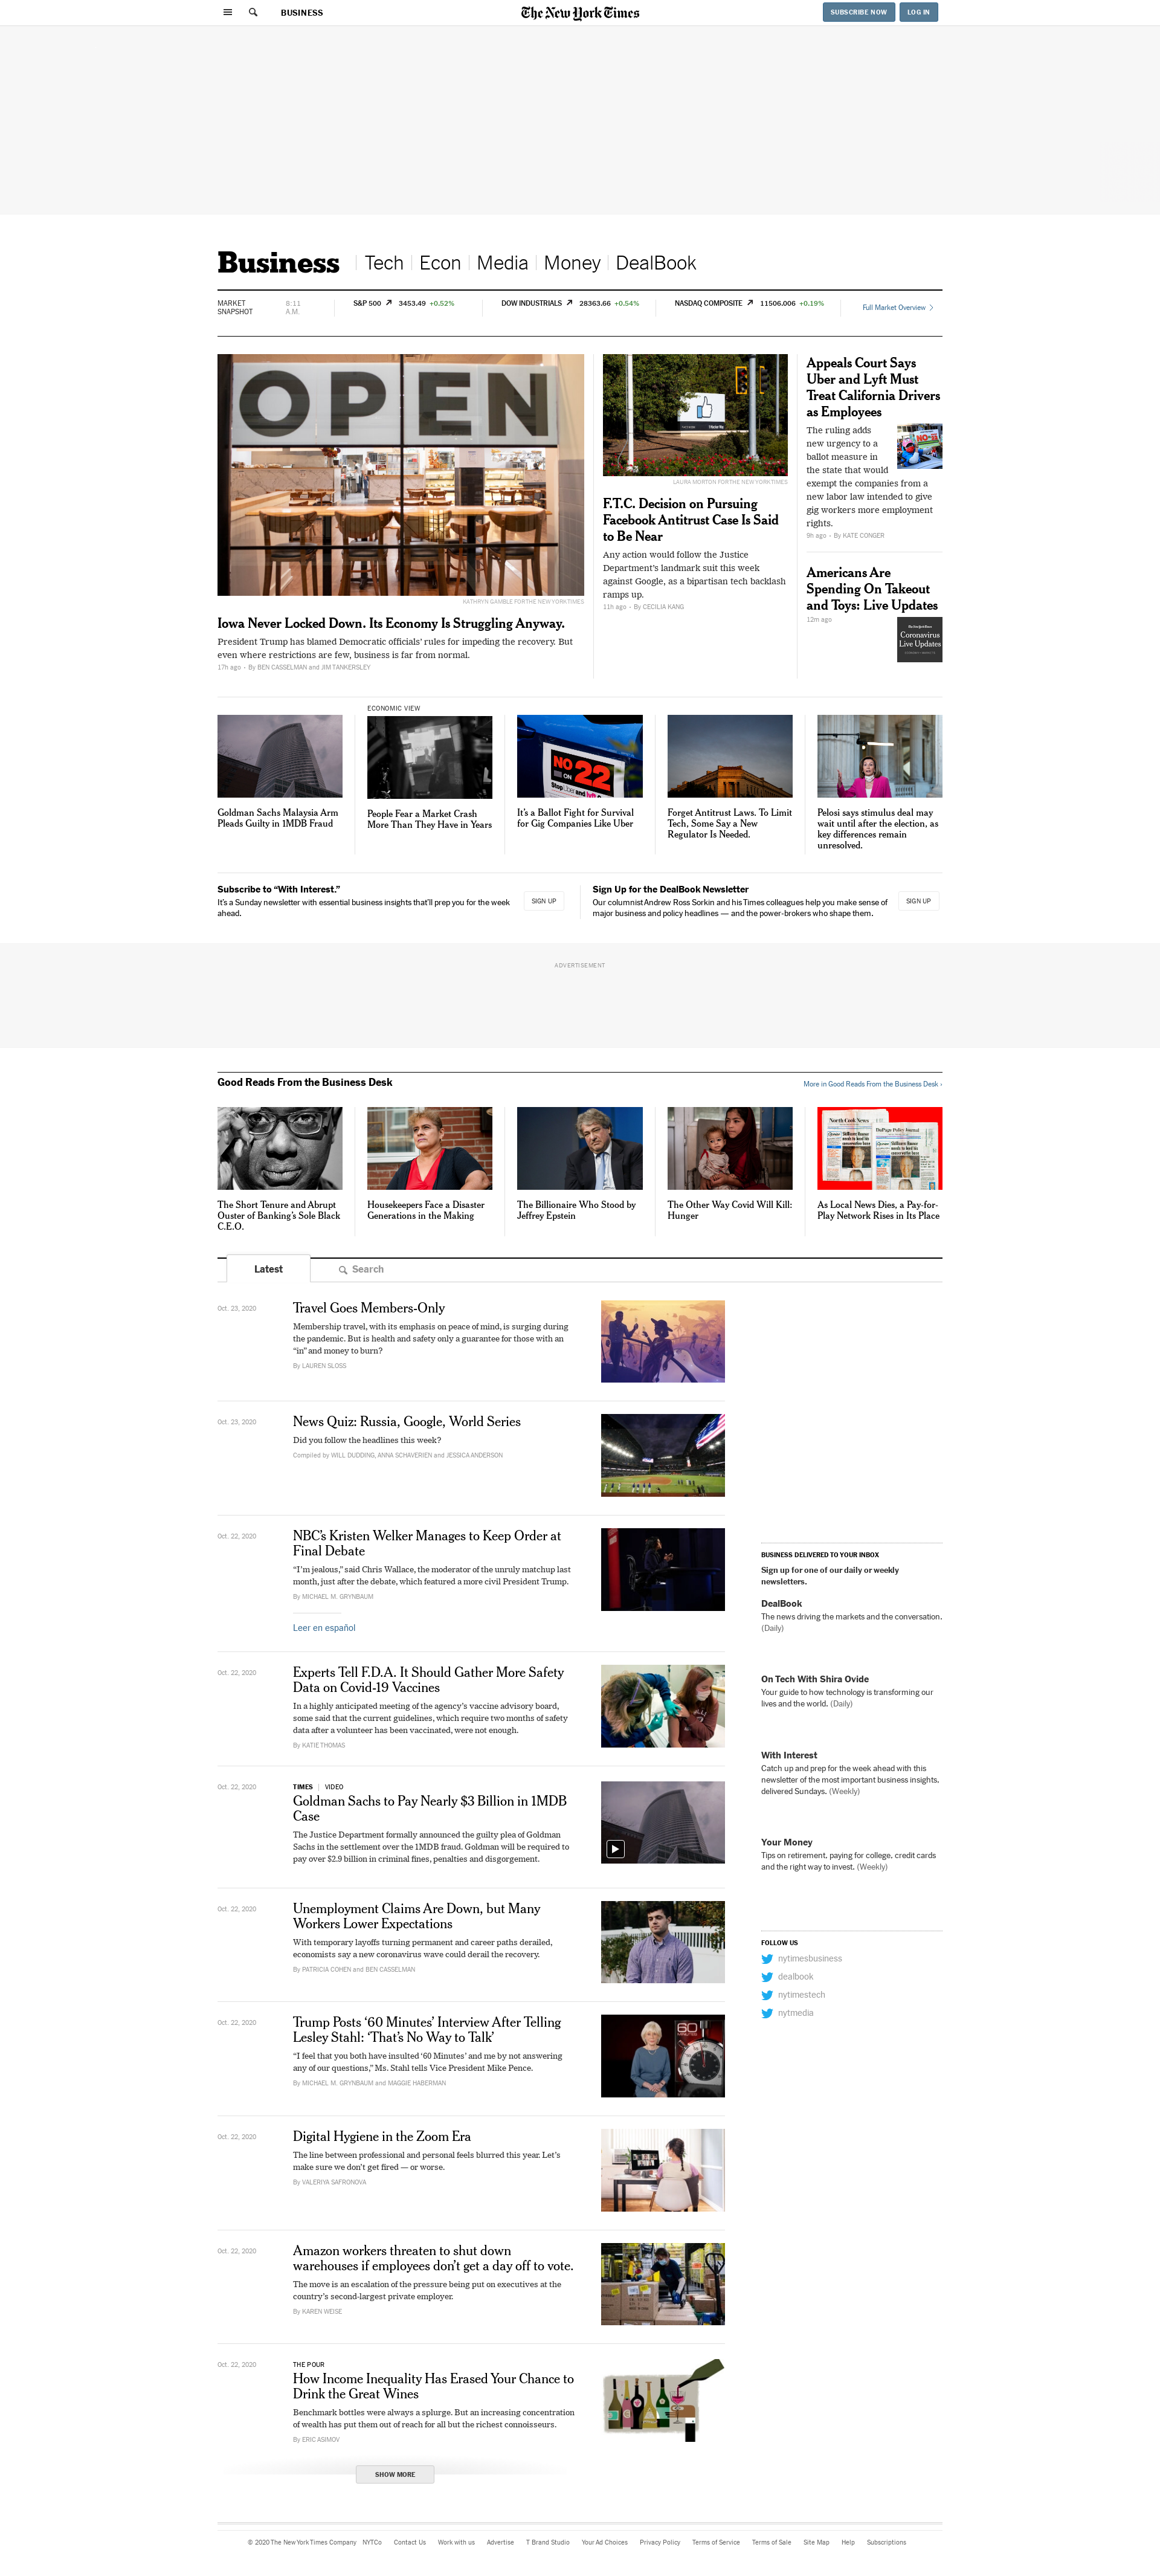 BUSINESS
The New York Times
SUBSCRIBE NOW
LOG IN
Business
Tech
Econ
Media
Money
DealBook
MARKET
SNAPSHOT
8:11
A.M.
S&P 500 3453.49 +0.52%
DOW INDUSTRIALS 28363.66 +0.54%
NASDAQ COMPOSITE 11506.006 +0.19%
Full Market Overview
OPEN
KATHRYN GAMBLE FOR THE NEW YORK TIMES
Iowa Never Locked Down. Its Economy Is Struggling Anyway.
President Trump has blamed Democratic officials' rules for impeding the recovery. But
even where restrictions are few, business is far from normal.
17h ago · By BEN CASSELMAN and JIM TANKERSLEY
LAURA MORTON FOR THE NEW YORK TIMES
F.T.C. Decision on Pursuing
Facebook Antitrust Case Is Said
to Be Near
Any action would follow the Justice
Department's landmark suit this week
against Google, as a bipartisan tech backlash
ramps up.
11h ago · By CECILIA KANG
Appeals Court Says
Uber and Lyft Must
Treat California Drivers
as Employees
The ruling adds
new urgency to a
ballot measure in
the state that would
exempt the companies from a
new labor law intended to give
gig workers more employment
rights.
9h ago · By KATE CONGER
Americans Are
Spending On Takeout
and Toys: Live Updates
12m ago
Coronavirus
Live Updates
Goldman Sachs Malaysia Arm
Pleads Guilty in 1MDB Fraud
ECONOMIC VIEW
People Fear a Market Crash
More Than They Have in Years
NO
ON 22
It's a Ballot Fight for Survival
for Gig Companies Like Uber
Forget Antitrust Laws. To Limit
Tech, Some Say a New
Regulator Is Needed.
Pelosi says stimulus deal may
wait until after the election, as
key differences remain
unresolved.
Subscribe to “With Interest.”
It's a Sunday newsletter with essential business insights that'll prep you for the week
ahead.
SIGN UP
Sign Up for the DealBook Newsletter
Our columnist Andrew Ross Sorkin and his Times colleagues help you make sense of
major business and policy headlines — and the power-brokers who shape them.
SIGN UP
ADVERTISEMENT
Good Reads From the Business Desk
More in Good Reads From the Business Desk ›
The Short Tenure and Abrupt
Ouster of Banking's Sole Black
C.E.O.
Housekeepers Face a Disaster
Generations in the Making
The Billionaire Who Stood by
Jeffrey Epstein
The Other Way Covid Will Kill:
Hunger
North Cook News
DuPage Policy Journal
As Local News Dies, a Pay-for-
Play Network Rises in Its Place
Latest
Search
Oct. 23, 2020
Travel Goes Members-Only
Membership travel, with its emphasis on peace of mind, is surging during
the pandemic. But is health and safety only a guarantee for those with an
“in” and money to burn?
By LAUREN SLOSS
Oct. 23, 2020
News Quiz: Russia, Google, World Series
Did you follow the headlines this week?
Compiled by WILL DUDDING, ANNA SCHAVERIEN and JESSICA ANDERSON
Oct. 22, 2020
NBC's Kristen Welker Manages to Keep Order at
Final Debate
“I'm jealous,” said Chris Wallace, the moderator of the unruly matchup last
month, just after the debate, which featured a more civil President Trump.
By MICHAEL M. GRYNBAUM
Leer en español
Oct. 22, 2020
Experts Tell F.D.A. It Should Gather More Safety
Data on Covid-19 Vaccines
In a highly anticipated meeting of the agency's vaccine advisory board,
some said that the current guidelines, which require two months of safety
data after a volunteer has been vaccinated, were not enough.
By KATIE THOMAS
Oct. 22, 2020
TIMES | VIDEO
Goldman Sachs to Pay Nearly $3 Billion in 1MDB
Case
The Justice Department formally announced the guilty plea of Goldman
Sachs in the settlement over the 1MDB fraud. Goldman will be required to
pay over $2.9 billion in criminal fines, penalties and disgorgement.
Oct. 22, 2020
Unemployment Claims Are Down, but Many
Workers Lower Expectations
With temporary layoffs turning permanent and career paths derailed,
economists say a new coronavirus wave could derail the recovery.
By PATRICIA COHEN and BEN CASSELMAN
Oct. 22, 2020
Trump Posts ‘60 Minutes’ Interview After Telling
Lesley Stahl: ‘That's No Way to Talk’
“I feel that you both have insulted ‘60 Minutes’ and me by not answering
any of our questions,” Ms. Stahl tells Vice President Mike Pence.
By MICHAEL M. GRYNBAUM and MAGGIE HABERMAN
60
Oct. 22, 2020
Digital Hygiene in the Zoom Era
The line between professional and personal feels blurred this year. Let's
make sure we don't get fired — or worse.
By VALERIYA SAFRONOVA
Oct. 22, 2020
Amazon workers threaten to shut down
warehouses if employees don't get a day off to vote.
The move is an escalation of the pressure being put on executives at the
country's second-largest private employer.
By KAREN WEISE
Oct. 22, 2020
THE POUR
How Income Inequality Has Erased Your Chance to
Drink the Great Wines
Benchmark bottles were always a splurge. But an increasing concentration
of wealth has put them out of reach for all but the richest connoisseurs.
By ERIC ASIMOV
SHOW MORE
BUSINESS DELIVERED TO YOUR INBOX
Sign up for one of our daily or weekly
newsletters.
DealBook
The news driving the markets and the conversation.
(Daily)
On Tech With Shira Ovide
Your guide to how technology is transforming our
lives and the world. (Daily)
With Interest
Catch up and prep for the week ahead with this
newsletter of the most important business insights,
delivered Sundays. (Weekly)
Your Money
Tips on retirement, paying for college, credit cards
and the right way to invest. (Weekly)
FOLLOW US
nytimesbusiness
dealbook
nytimestech
nytmedia
© 2020 The New York Times Company NYTCo Contact Us Work with us Advertise T Brand Studio Your Ad Choices Privacy Policy Terms of Service Terms of Sale Site Map Help Subscriptions